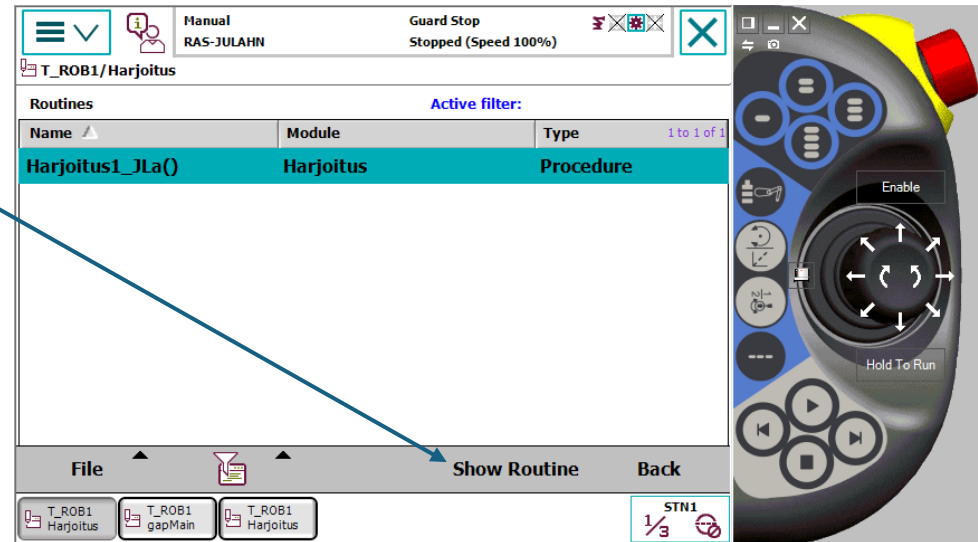 Manual
RAS-JULAHN
Guard Stop
Stopped (Speed 100%)
T_ROB1/Harjoitus
Routines
Active filter:
Name
Module
Type
1 to 1 of 1
Harjoitus1_JLa()
Harjoitus
Procedure
File
Show Routine
Back
T_ROB1
Harjoitus
T_ROB1
gapMain
T_ROB1
Harjoitus
STN1
1/3
Enable
Hold To Run